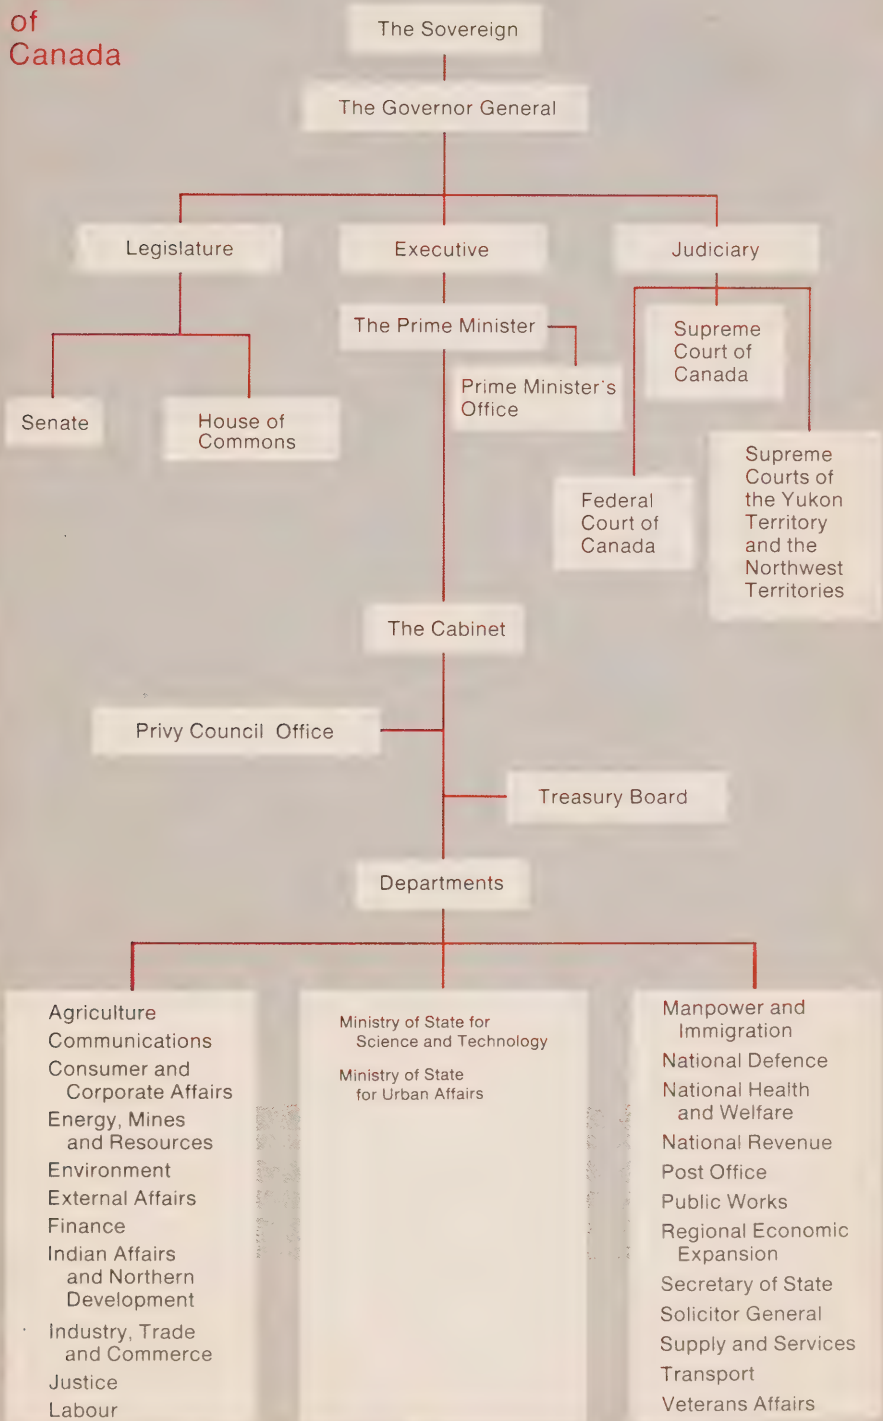 of
Canada
The Sovereign
The Governor General
Legislature
Executive
Judiciary
The Prime Minister
Supreme
Court of
Canada
Prime Minister's
Office
Senate
House of
Commons
Federal
Court of
Canada
Supreme
Courts of
the Yukon
Territory
and the
Northwest
Territories
The Cabinet
Privy Council Office
Treasury Board
Departments
Agriculture
Communications
Consumer and
Corporate Affairs
Energy, Mines
and Resources
Environment
External Affairs
Finance
Indian Affairs
and Northern
Development
Industry, Trade
and Commerce
Justice
Labour
Ministry of State for
Science and Technology
Ministry of State
for Urban Affairs
Manpower and
Immigration
National Defence
National Health
and Welfare
National Revenue
Post Office
Public Works
Regional Economic
Expansion
Secretary of State
Solicitor General
Supply and Services
Transport
Veterans Affairs